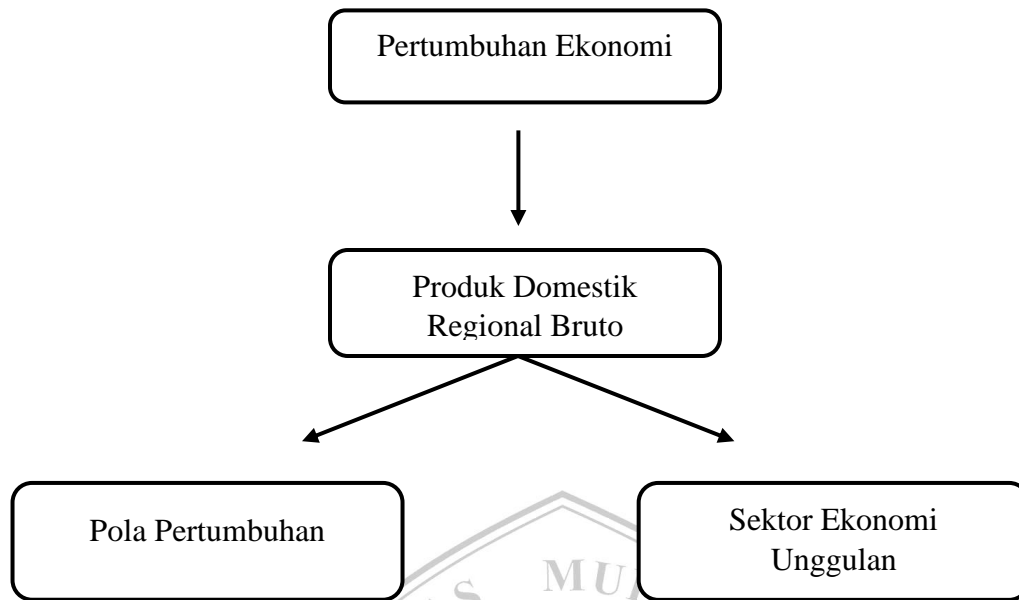 Pertumbuhan Ekonomi
Produk Domestik
Regional Bruto
Pola Pertumbuhan
Sektor Ekonomi
Unggulan